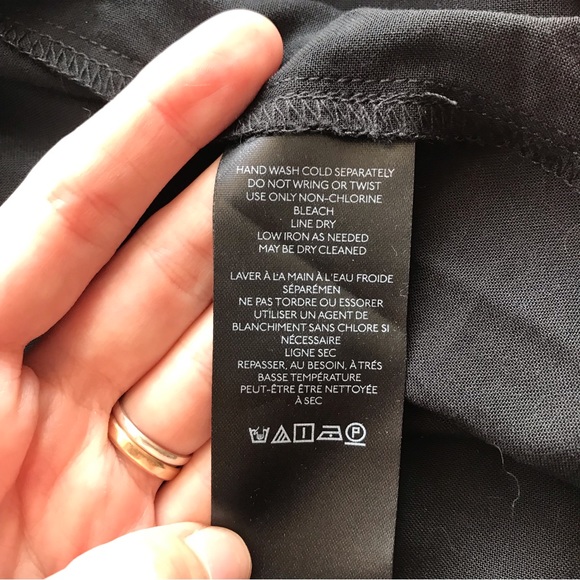 HAND WASH COLD SEPARATELY
DO NOT WRING OR TWIST
USE ONLY NON-CHLORINE
BLEACH
LINE DRY
LOW IRON AS NEEDED
MAY BE DRY CLEANED
LAVER À L'A MAIN À L'EAU FROIDE
SÉPARÉMEN
NE PAS TORDRE OU ESSORER
UTILISER UN AGENT DE
BLANCHIMENT SANS CHLORE SI
NÉCESSAIRE
LIGNE SEC
REPASSER, AU BESOIN, À TRÉS
BASSE TEMPÉRATURE
PEUT-ÊTRE ÊTRE NETTOYÉE
À SEC
P